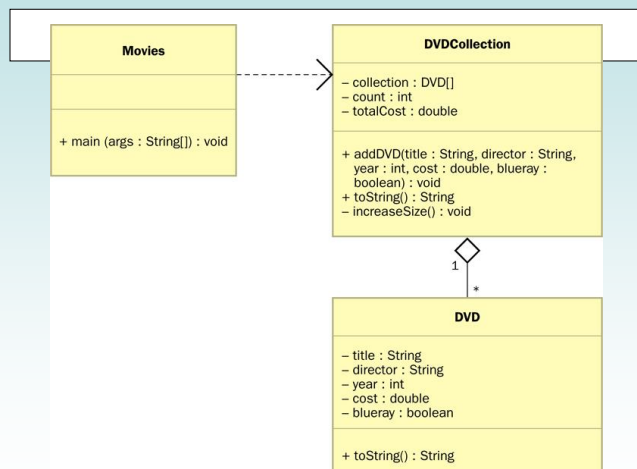 Movies
+ main (args : String[]) : void
DVDCollection
– collection : DVD[]
– count : int
– totalCost : double
+ addDVD(title : String, director : String,
year : int, cost : double, blueray :
boolean) : void
+ toString() : String
– increaseSize() : void
1
*
DVD
– title : String
– director : String
– year : int
– cost : double
– blueray : boolean
+ toString() : String